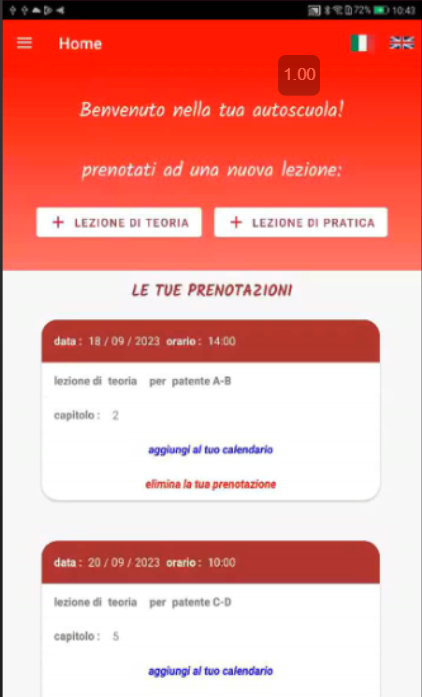 72% 10:43
Home
1.00
Benvenuto nella tua autoscuola!
prenotati ad una nuova lezione:
+ LEZIONE DI TEORIA + LEZIONE DI PRATICA
LE TUE PRENOTAZIONI
data : 18 / 09 / 2023 orario : 14:00
lezione di teoria per patente A-B
capitolo : 2
aggiungi al tuo calendario
elimina la tua prenotazione
data : 20 / 09 / 2023 orario : 10:00
lezione di teoria per patente C-D
capitolo : 5
aggiungi al tuo calendario